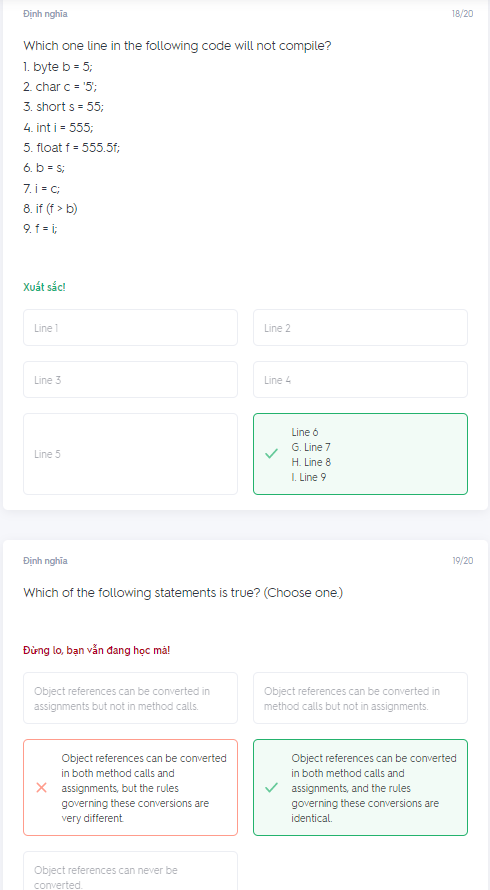 Định nghĩa
18/20
Which one line in the following code will not compile?
1. byte b = 5;
2. char c = '5';
3. short s = 55;
4. int i = 555;
5. float f = 555.5f;
6. b = s;
7. i = c;
8. if (f > b)
9. f = i;
Xuất sắc!
Line 1
Line 2
Line 3
Line 4
Line 5
Line 6
G. Line 7
H. Line 8
I. Line 9
Định nghĩa
19/20
Which of the following statements is true? (Choose one.)
Đừng lo, bạn vẫn đang học mà!
Object references can be converted in
assignments but not in method calls.
Object references can be converted in
method calls but not in assignments.
Object references can be converted
in both method calls and
assignments, but the rules
governing these conversions are
very different.
Object references can be converted
in both method calls and
assignments, and the rules
governing these conversions are
identical.
Object references can never be
converted.